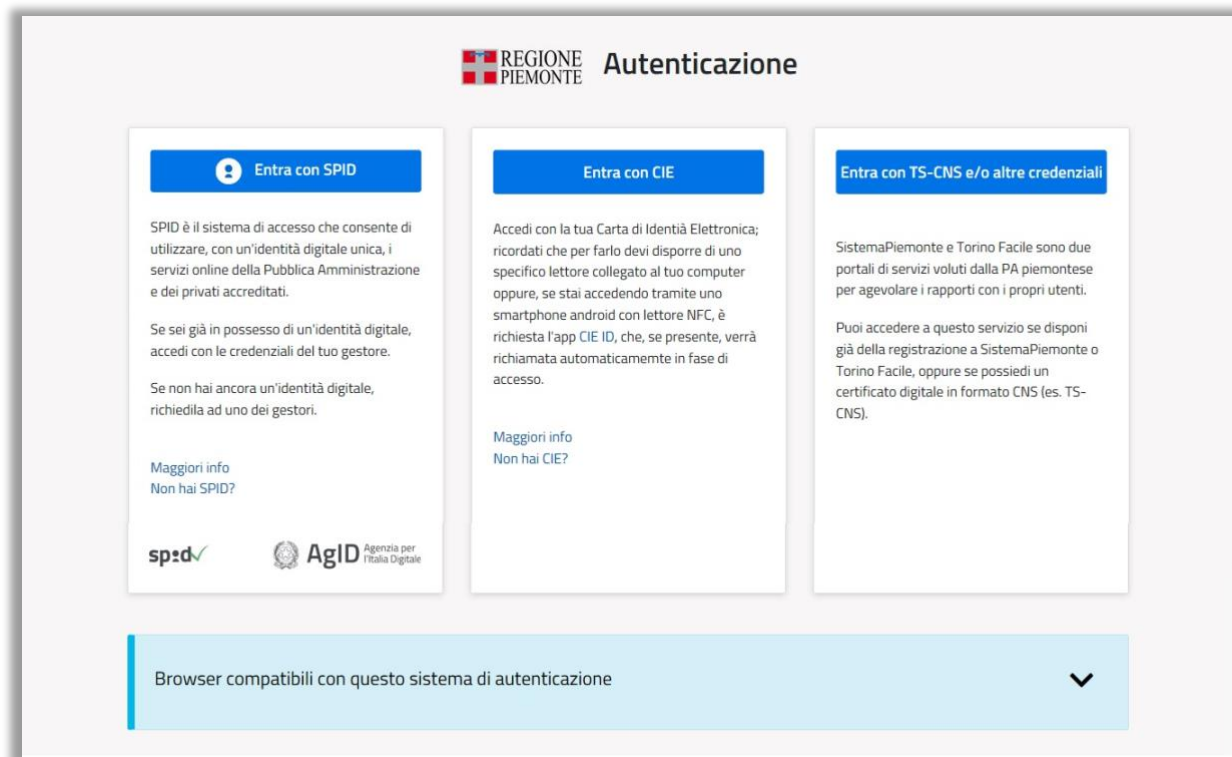 REGIONE
PIEMONTE
Autenticazione
Entra con SPID
SPID è il sistema di accesso che consente di
utilizzare, con un'identità digitale unica, i
servizi online della Pubblica Amministrazione
e dei privati accreditati.
Se sei già in possesso di un'identità digitale,
accedi con le credenziali del tuo gestore.
Se non hai ancora un'identità digitale,
richiedila ad uno dei gestori.
Maggiori info
Non hai SPID?
spid
AgID Agenzia per
l'Italia Digitale
Entra con CIE
Accedi con la tua Carta di Identià Elettronica;
ricordati che per farlo devi disporre di uno
specifico lettore collegato al tuo computer
oppure, se stai accedendo tramite uno
smartphone android con lettore NFC, è
richiesta l'app CIE ID, che, se presente, verrà
richiamata automaticamemte in fase di
accesso.
Maggiori info
Non hai CIE?
Entra con TS-CNS e/o altre credenziali
SistemaPiemonte e Torino Facile sono due
portali di servizi voluti dalla PA piemontese
per agevolare i rapporti con i propri utenti.
Puoi accedere a questo servizio se disponi
già della registrazione a SistemaPiemonte o
Torino Facile, oppure se possiedi un
certificato digitale in formato CNS (es. TS-
CNS).
Browser compatibili con questo sistema di autenticazione